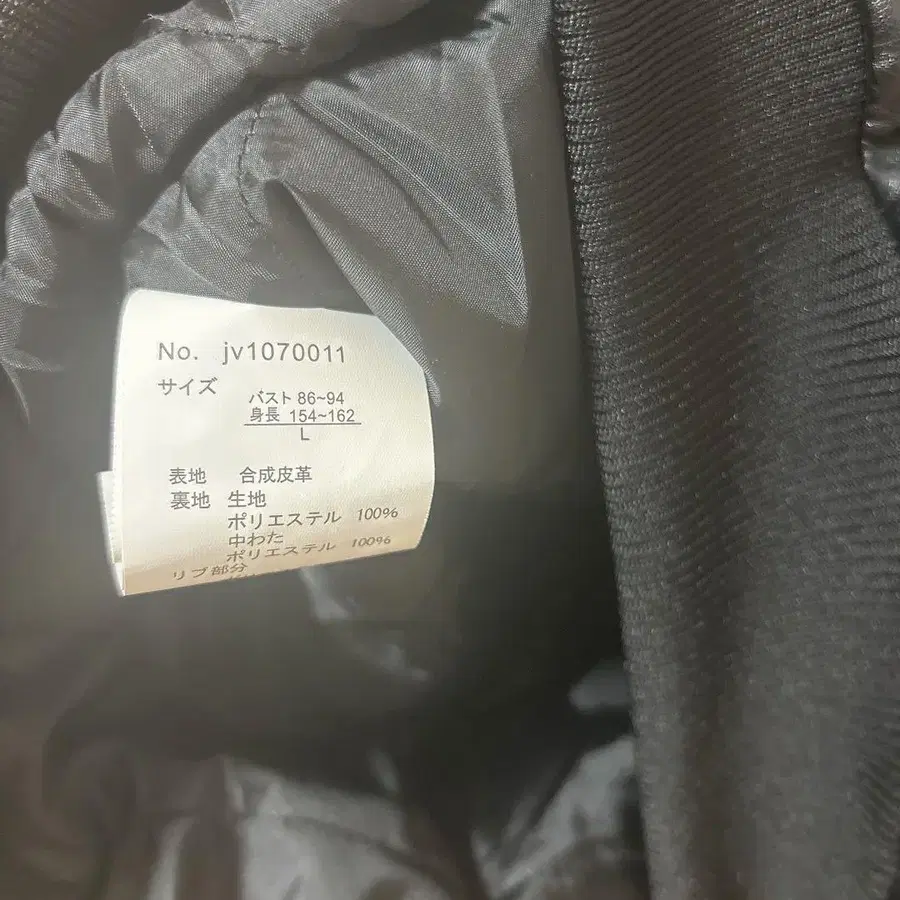 No. jv1070011
サイズ
バスト 86~94
身長 154~162
L
表地 合成皮革
裏地 生地
ポリエステル 100%
中わた
ポリエステル 100%
リブ部分